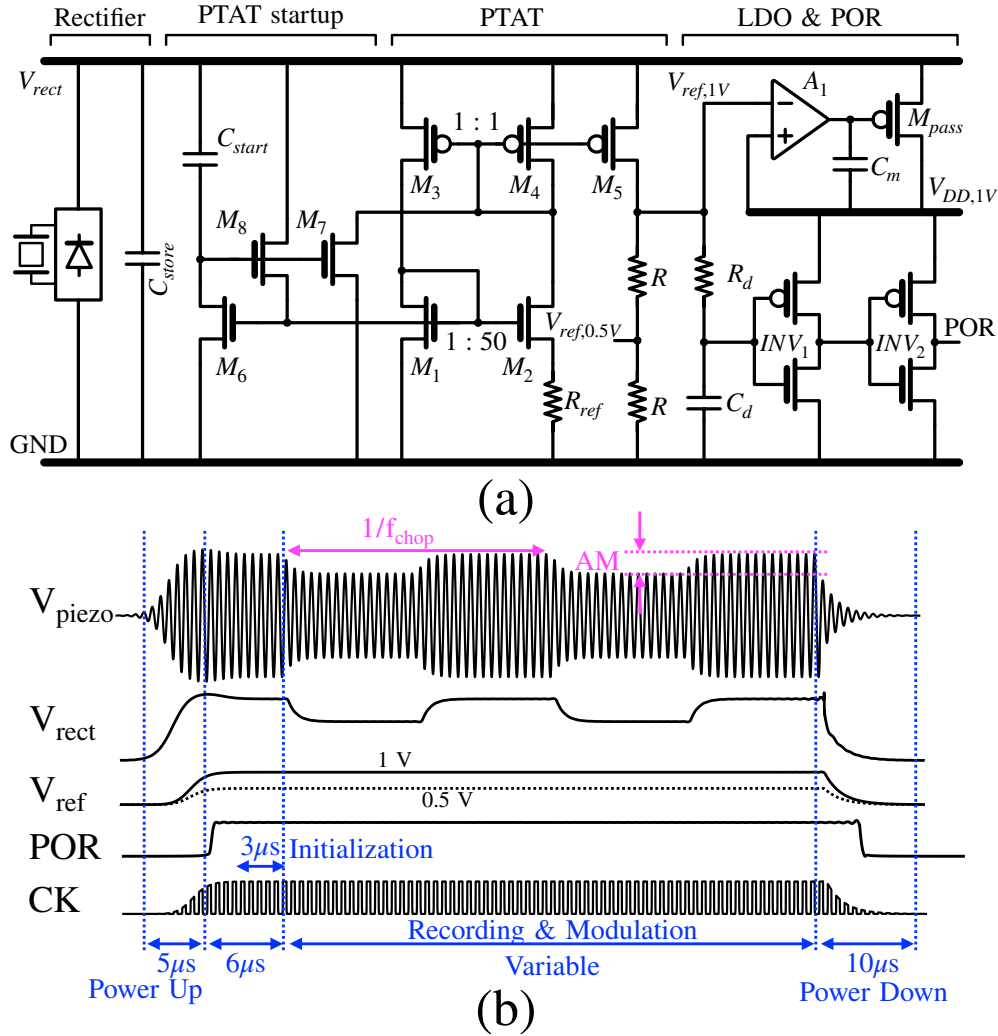 Rectifier PTAT startup PTAT LDO & POR
V_rect V_ref,1V A_1
C_start 1 : 1 M_pass
− +
M_3 M_4 M_5 C_m
V_DD,1V
M_8 M_7
C_store R R_d
V_ref,0.5V INV_1 INV_2 POR
1 : 50
M_6 M_1 M_2
R_ref R C_d
GND
(a)
1/f_chop
AM
V_piezo
V_rect
1 V
V_ref
0.5 V
POR
3μs Initialization
CK
Recording & Modulation
5μs 6μs Variable 10μs
Power Up Power Down
(b)